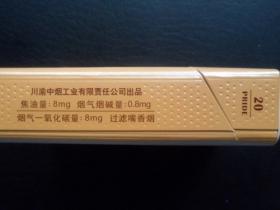 川渝中烟工业有限责任公司出品
焦油量：8mg 烟气烟碱量：0.8mg
烟气一氧化碳量：8mg 过滤嘴香烟
20
PRIDE